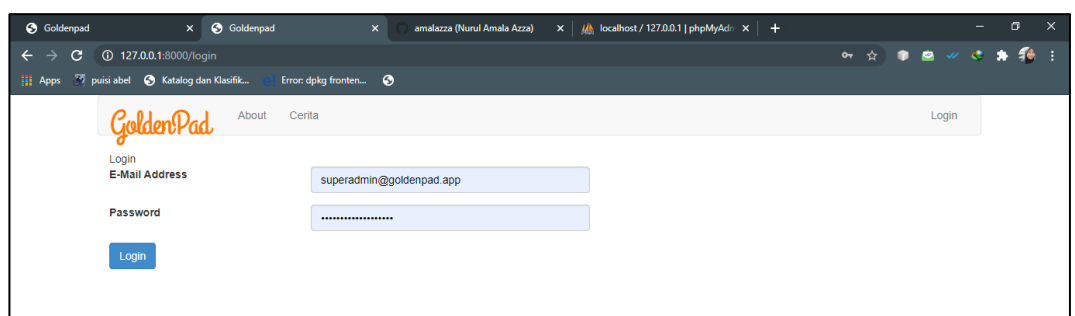 Goldenpad Goldenpad amalazza (Nurul Amala Azza) localhost / 127.0.0.1 | phpMyAdm
127.0.0.1:8000/login
Apps puisi abel Katalog dan Klasifik... Error: dpkg fronten...
GoldenPad About Cerita Login
Login
E-Mail Address superadmin@goldenpad.app
Password ••••••••••••••••••
Login